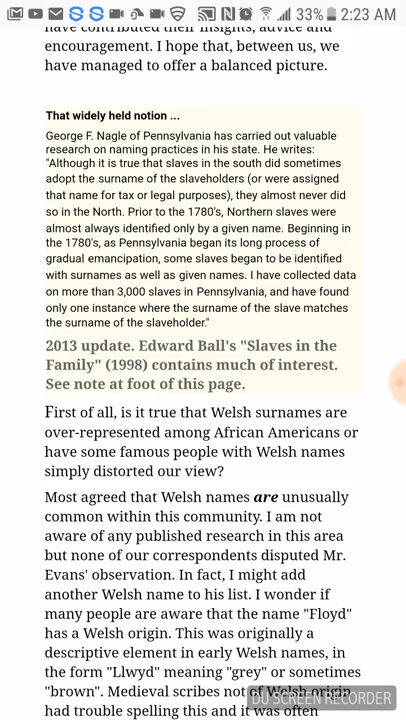 33% 2:23 AM
have contributed their insights, advice and
encouragement. I hope that, between us, we
have managed to offer a balanced picture.
That widely held notion ...
George F. Nagle of Pennsylvania has carried out valuable
research on naming practices in his state. He writes:
"Although it is true that slaves in the south did sometimes
adopt the surname of the slaveholders (or were assigned
that name for tax or legal purposes), they almost never did
so in the North. Prior to the 1780's, Northern slaves were
almost always identified only by a given name. Beginning in
the 1780's, as Pennsylvania began its long process of
gradual emancipation, some slaves began to be identified
with surnames as well as given names. I have collected data
on more than 3,000 slaves in Pennsylvania, and have found
only one instance where the surname of the slave matches
the surname of the slaveholder."
2013 update. Edward Ball's "Slaves in the
Family" (1998) contains much of interest.
See note at foot of this page.
First of all, is it true that Welsh surnames are
over-represented among African Americans or
have some famous people with Welsh names
simply distorted our view?
Most agreed that Welsh names are unusually
common within this community. I am not
aware of any published research in this area
but none of our correspondents disputed Mr.
Evans' observation. In fact, I might add
another Welsh name to his list. I wonder if
many people are aware that the name "Floyd"
has a Welsh origin. This was originally a
descriptive element in early Welsh names, in
the form "Llwyd" meaning "grey" or sometimes
"brown". Medieval scribes not of Welsh origin
had trouble spelling this and it was often
DU SCREEN RECORDER